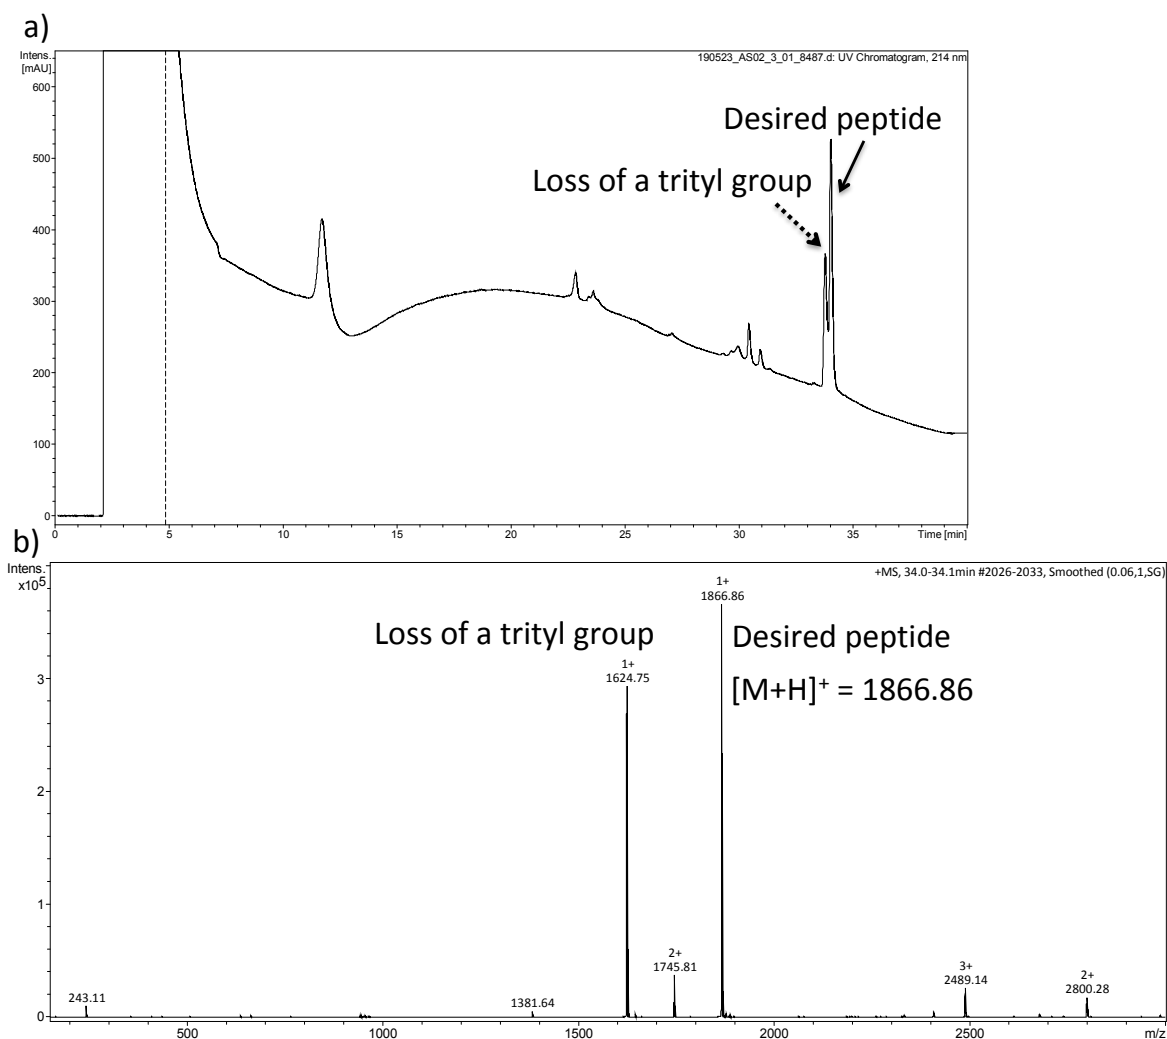 a)
Intens.
[mAU]
190523_AS02_3_01_8487.d: UV Chromatogram, 214 nm
600
Desired peptide
500
Loss of a trityl group
400
300
200
100
0
0 5 10 15 20 25 30 35 Time [min]
b)
Intens.
x10⁵
+MS, 34.0-34.1min #2026-2033, Smoothed (0.06,1,SG)
1+
1866.86
Loss of a trityl group
Desired peptide
1+
1624.75
[M+H]⁺ = 1866.86
3
2
1
2+
1745.81
3+
2489.14
2+
2800.28
243.11
1381.64
0
500 1000 1500 2000 2500 m/z